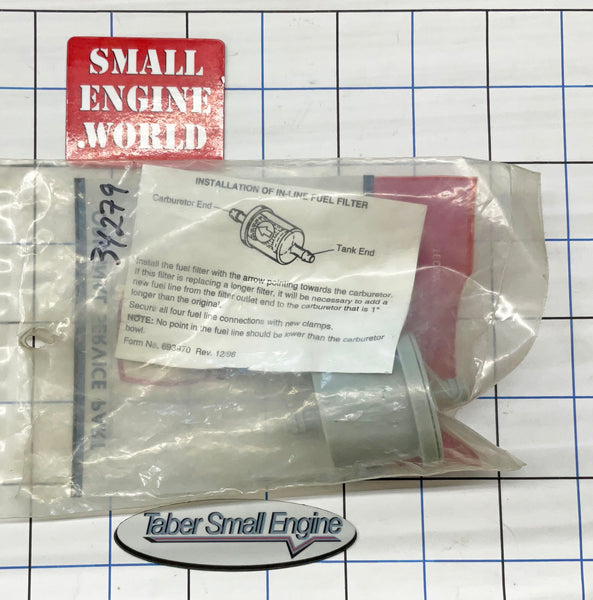 SMALL
ENGINE
.WORLD
34279
INSTALLATION OF IN-LINE FUEL FILTER
Carburetor End
Tank End
Install the fuel filter with the arrow pointing towards the carburetor.
If this filter is replacing a longer filter, it will be necessary to add a
new fuel line from the filter outlet end to the carburetor that is 1"
longer than the original.
Secure all four fuel line connections with new clamps.
NOTE: No point in the fuel line should be lower than the carburetor
bowl.
Form No. 693470 Rev. 12/96
SERVICE PART
Taber Small Engine